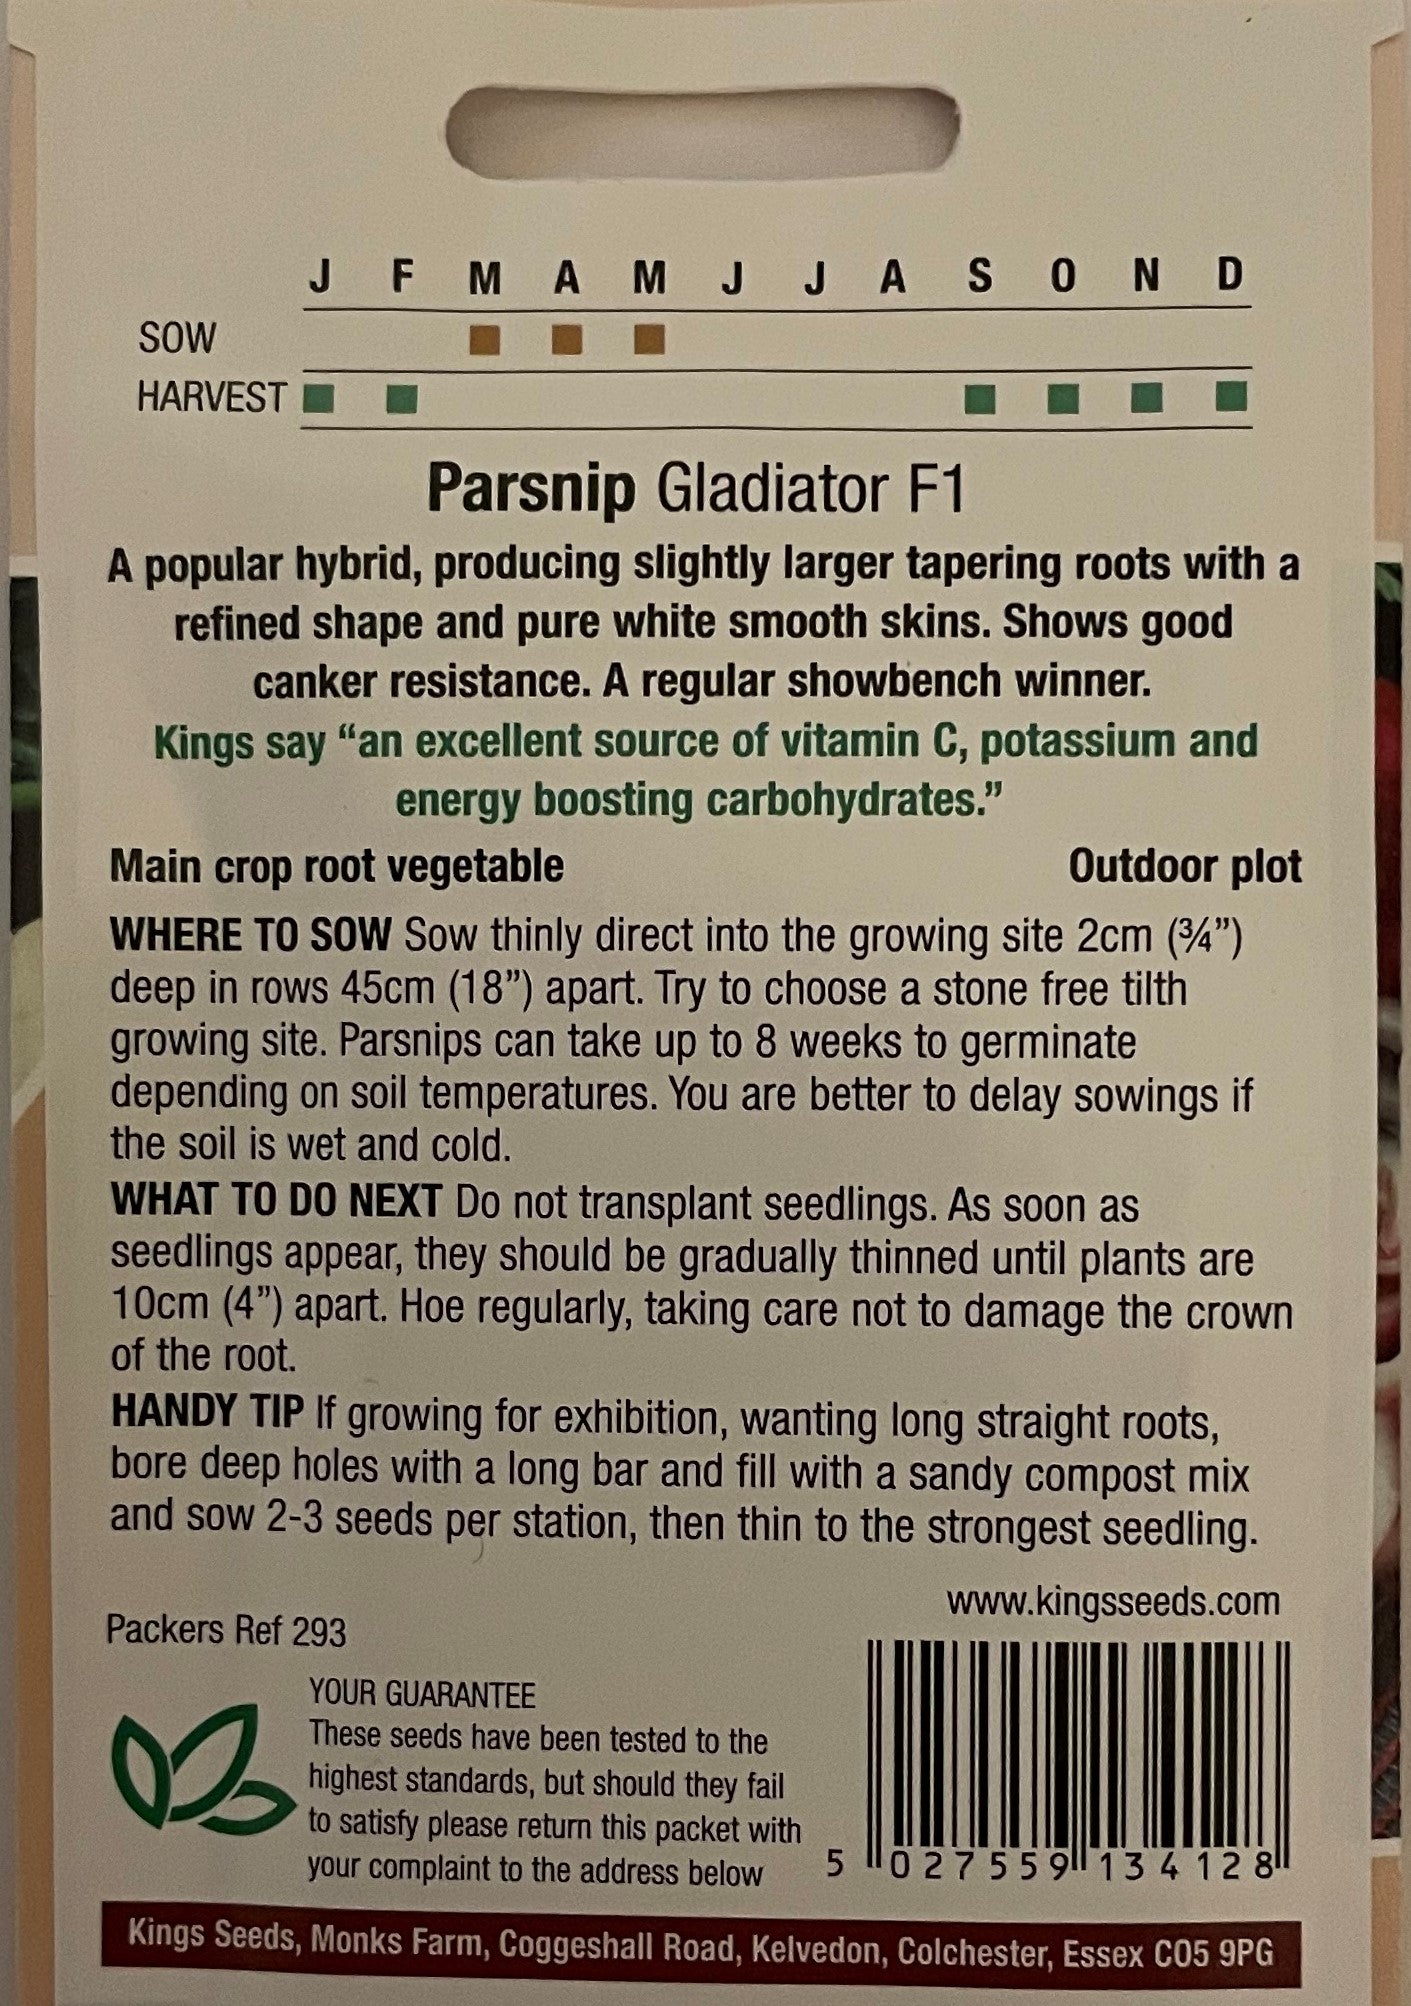 J F M A M J J A S O N D
SOW
HARVEST
Parsnip Gladiator F1
A popular hybrid, producing slightly larger tapering roots with a
refined shape and pure white smooth skins. Shows good
canker resistance. A regular showbench winner.
Kings say “an excellent source of vitamin C, potassium and
energy boosting carbohydrates.”
Main crop root vegetable Outdoor plot
WHERE TO SOW Sow thinly direct into the growing site 2cm (¾”)
deep in rows 45cm (18”) apart. Try to choose a stone free tilth
growing site. Parsnips can take up to 8 weeks to germinate
depending on soil temperatures. You are better to delay sowings if
the soil is wet and cold.
WHAT TO DO NEXT Do not transplant seedlings. As soon as
seedlings appear, they should be gradually thinned until plants are
10cm (4”) apart. Hoe regularly, taking care not to damage the crown
of the root.
HANDY TIP If growing for exhibition, wanting long straight roots,
bore deep holes with a long bar and fill with a sandy compost mix
and sow 2-3 seeds per station, then thin to the strongest seedling.
www.kingsseeds.com
Packers Ref 293
YOUR GUARANTEE
These seeds have been tested to the
highest standards, but should they fail
to satisfy please return this packet with
your complaint to the address below
5 027559 134128
Kings Seeds, Monks Farm, Coggeshall Road, Kelvedon, Colchester, Essex CO5 9PG